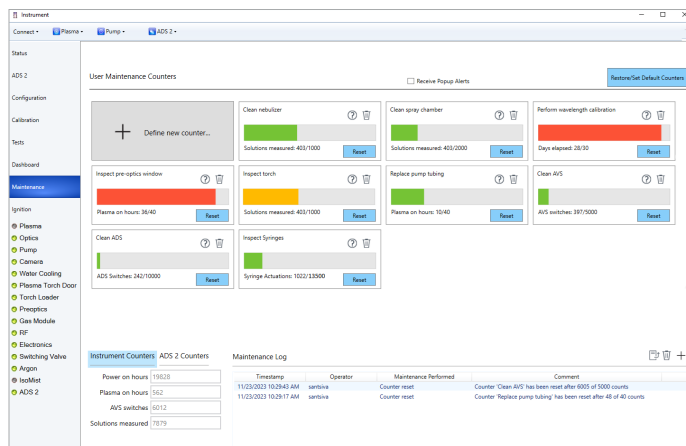 Instrument
Connect Plasma Pump ADS 2
Status
ADS 2
Configuration
Calibration
Tests
Dashboard
Maintenance
Ignition
Plasma
Optics
Pump
Camera
Water Cooling
Plasma Torch Door
Torch Loader
Preoptics
Gas Module
RF
Electronics
Switching Valve
Argon
IsoMist
ADS 2
User Maintenance Counters
Receive Popup Alerts
Restore/Set Default Counters
Define new counter...
Clean nebulizer
Solutions measured: 403/1000
Reset
Clean spray chamber
Solutions measured: 403/2000
Reset
Perform wavelength calibration
Days elapsed: 28/30
Reset
Inspect pre-optics window
Plasma on hours: 36/40
Reset
Inspect torch
Solutions measured: 403/1000
Reset
Replace pump tubing
Plasma on hours: 10/40
Reset
Clean AVS
AVS switches: 397/5000
Reset
Clean ADS
ADS Switches: 242/10000
Reset
Inspect Syringes
Syringe Actuations: 1022/13500
Reset
Instrument Counters ADS 2 Counters
Power on hours 19828
Plasma on hours 562
AVS switches 6012
Solutions measured 7879
Maintenance Log
Timestamp Operator Maintenance Performed Comment
11/23/2023 10:29:43 AM santsiva Counter reset Counter 'Clean AVS' has been reset after 6005 of 5000 counts
11/23/2023 10:29:17 AM santsiva Counter reset Counter 'Replace pump tubing' has been reset after 48 of 40 counts